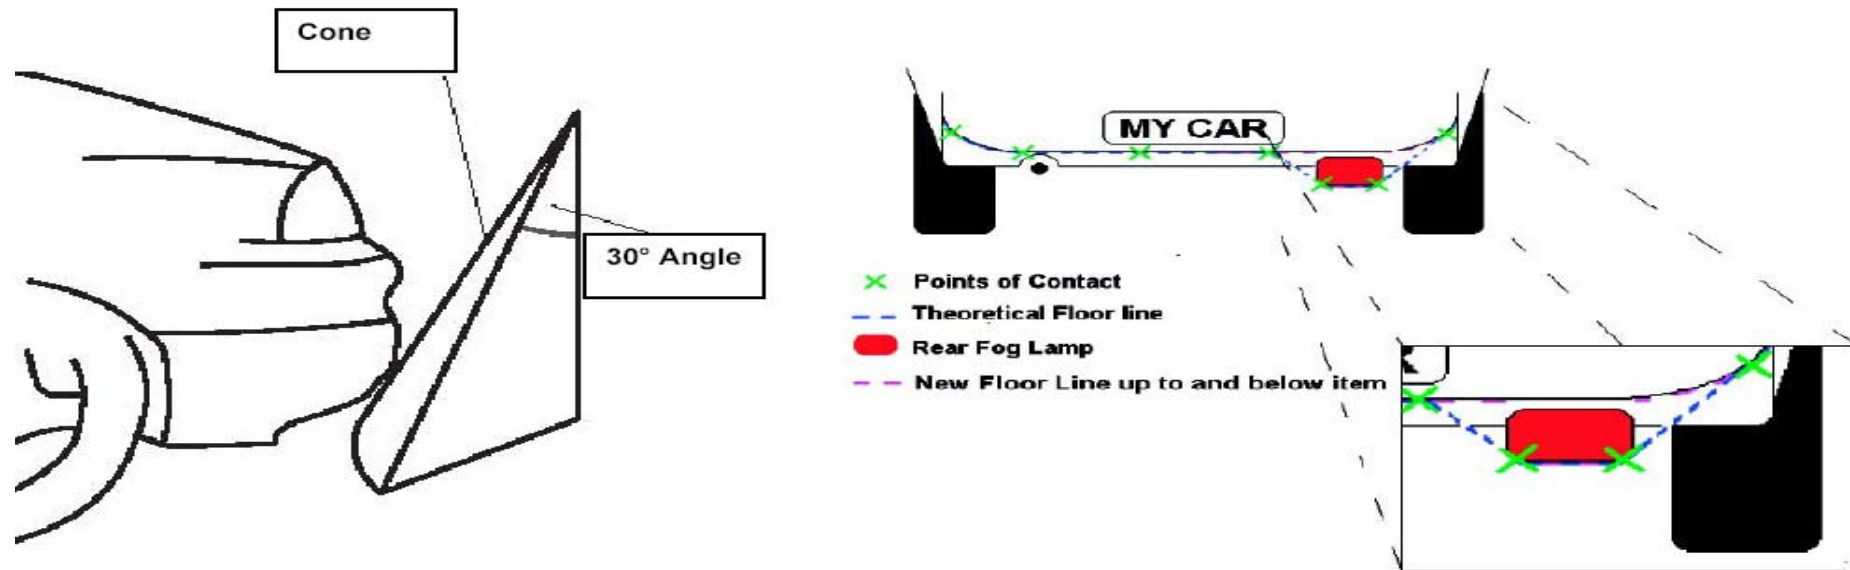 Cone
30° Angle
MY CAR
Points of Contact
Theoretical Floor line
Rear Fog Lamp
New Floor Line up to and below item